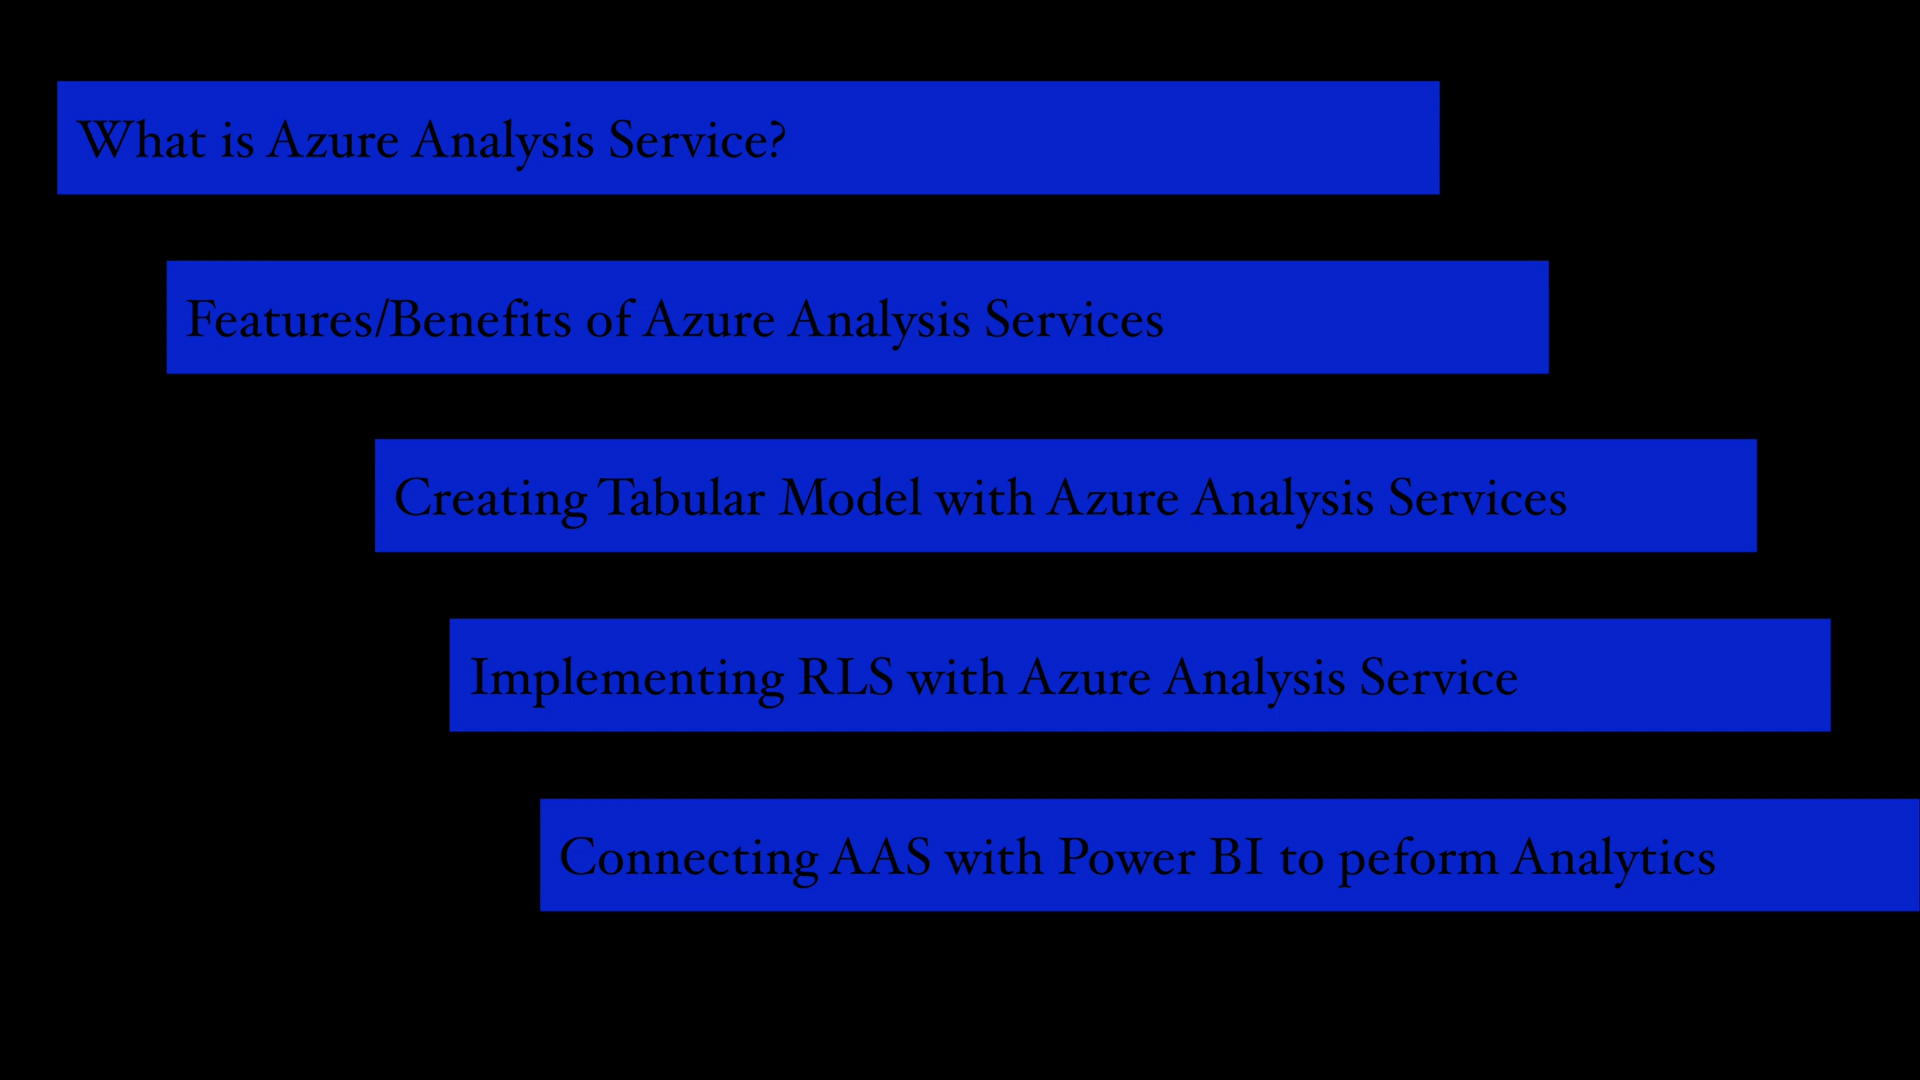 What is Azure Analysis Service?
Features/Benefits of Azure Analysis Services
Creating Tabular Model with Azure Analysis Services
Implementing RLS with Azure Analysis Service
Connecting AAS with Power BI to peform Analytics